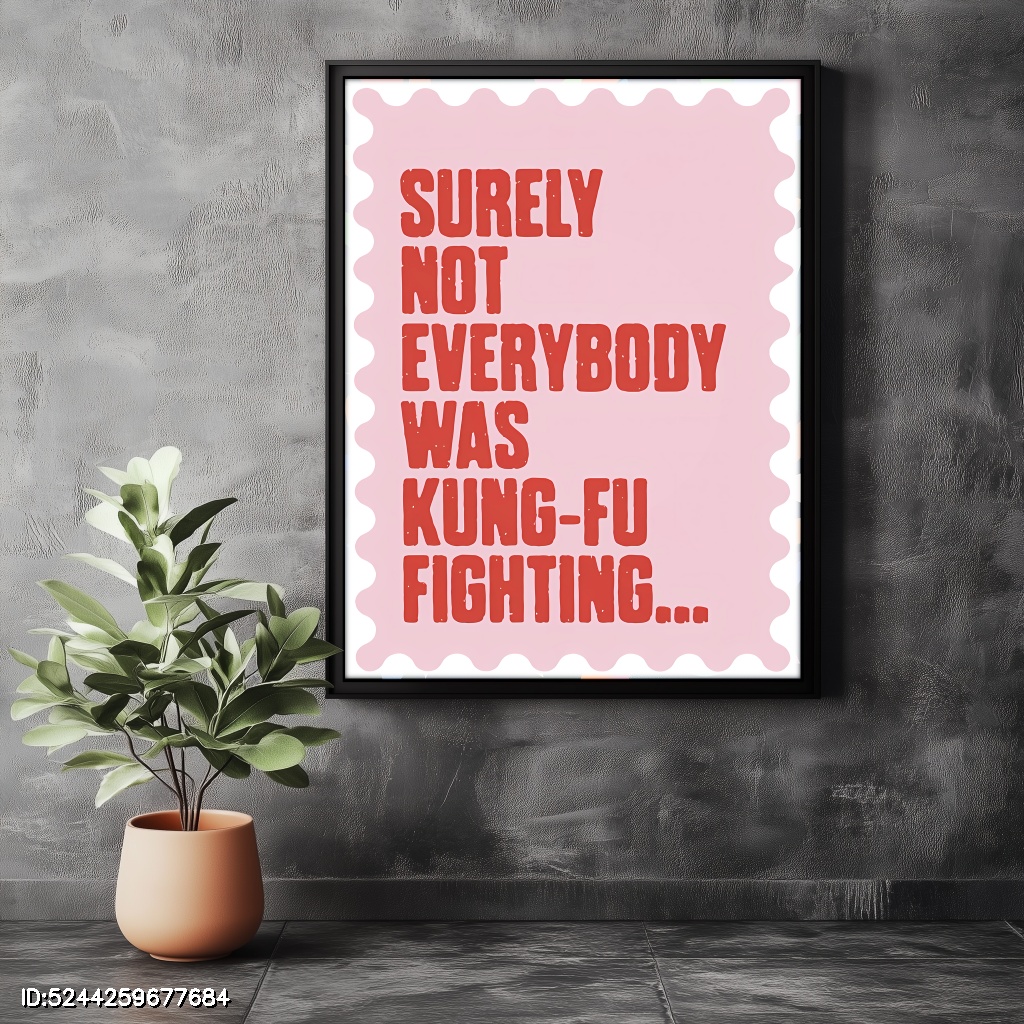 SURELY
NOT
EVERYBODY
WAS
KUNG-FU
FIGHTING...
ID:5244259677684